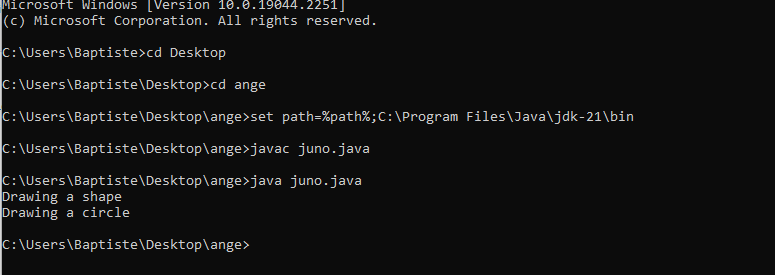 Microsoft Windows [Version 10.0.19044.2251]
(c) Microsoft Corporation. All rights reserved.
C:\Users\Baptiste>cd Desktop
C:\Users\Baptiste\Desktop>cd ange
C:\Users\Baptiste\Desktop\ange>set path=%path%;C:\Program Files\Java\jdk-21\bin
C:\Users\Baptiste\Desktop\ange>javac juno.java
C:\Users\Baptiste\Desktop\ange>java juno.java
Drawing a shape
Drawing a circle
C:\Users\Baptiste\Desktop\ange>